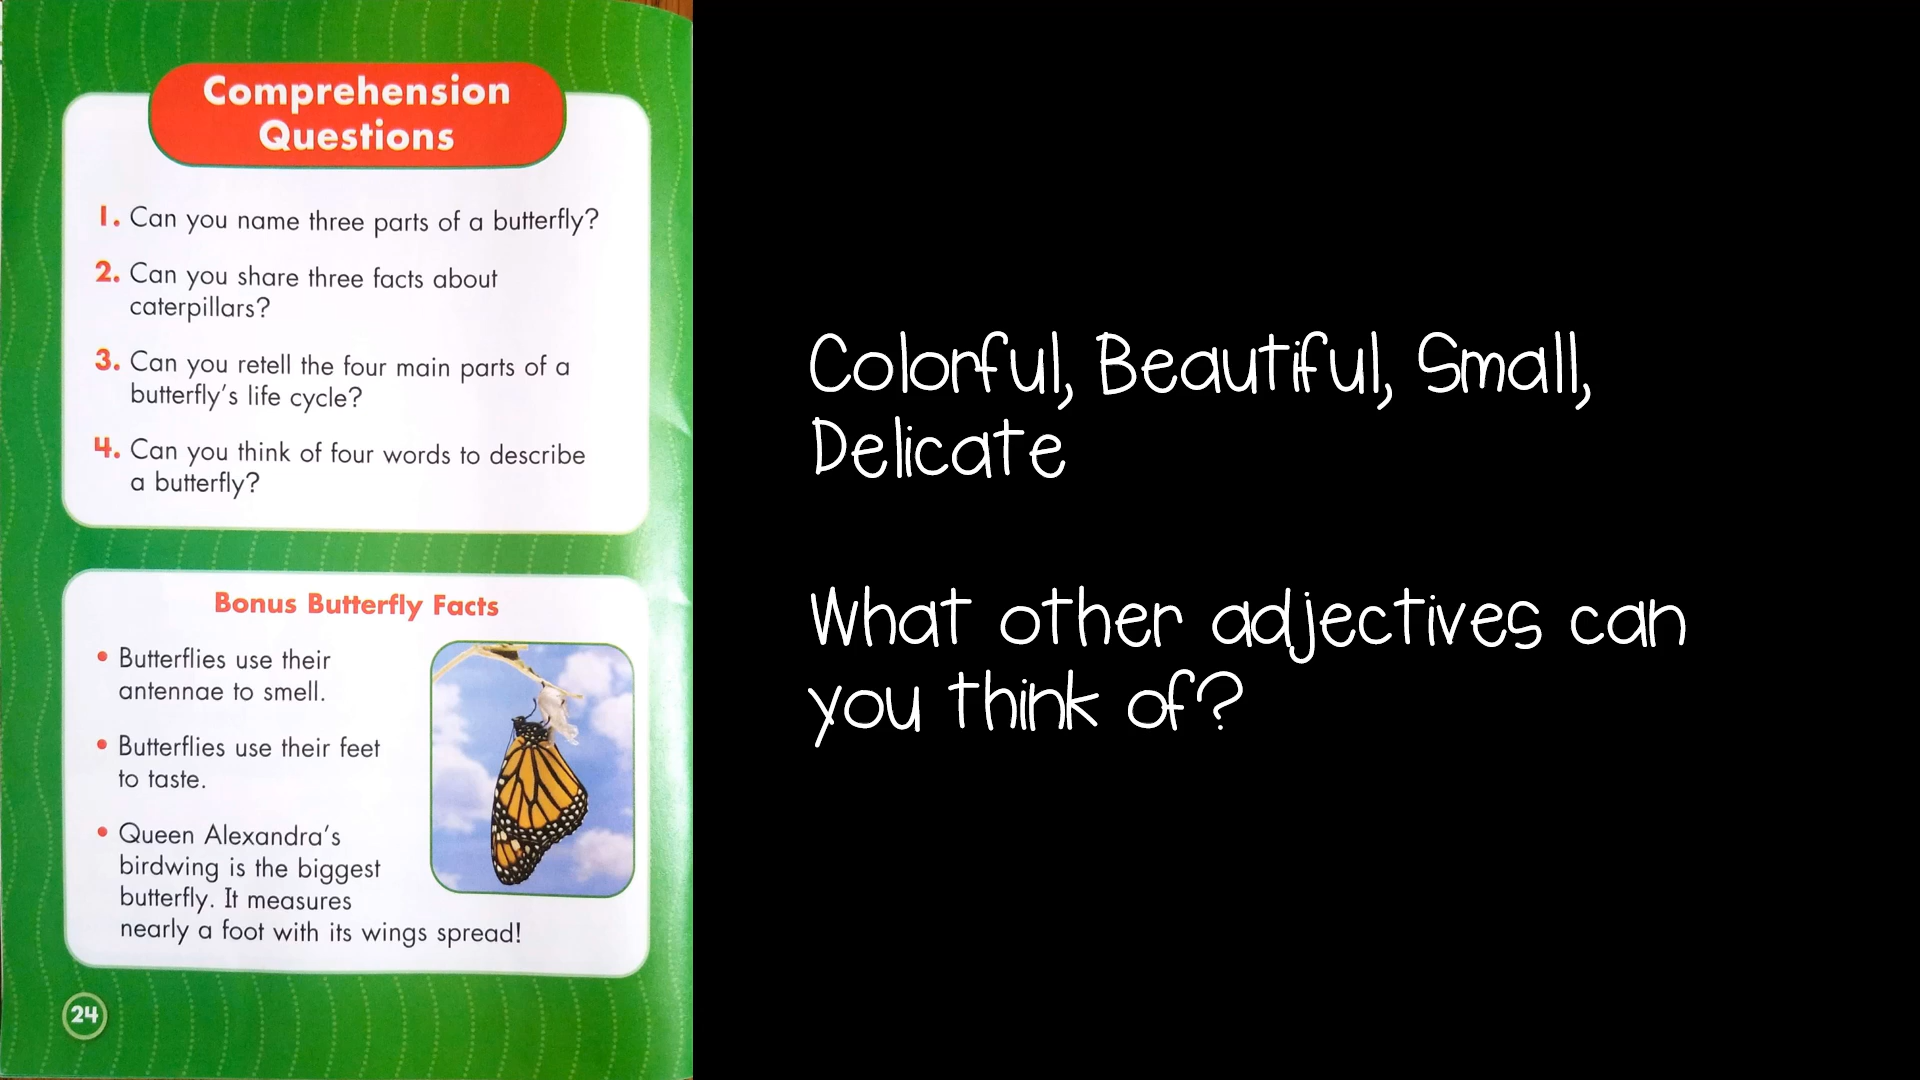 Comprehension
Questions
1. Can you name three parts of a butterfly?
2. Can you share three facts about
caterpillars?
3. Can you retell the four main parts of a
butterfly's life cycle?
4. Can you think of four words to describe
a butterfly?
Bonus Butterfly Facts
• Butterflies use their
antennae to smell.
• Butterflies use their feet
to taste.
• Queen Alexandra's
birdwing is the biggest
butterfly. It measures
nearly a foot with its wings spread!
24
Colorful, Beautiful, Small,
Delicate
What other adjectives can
you think of?